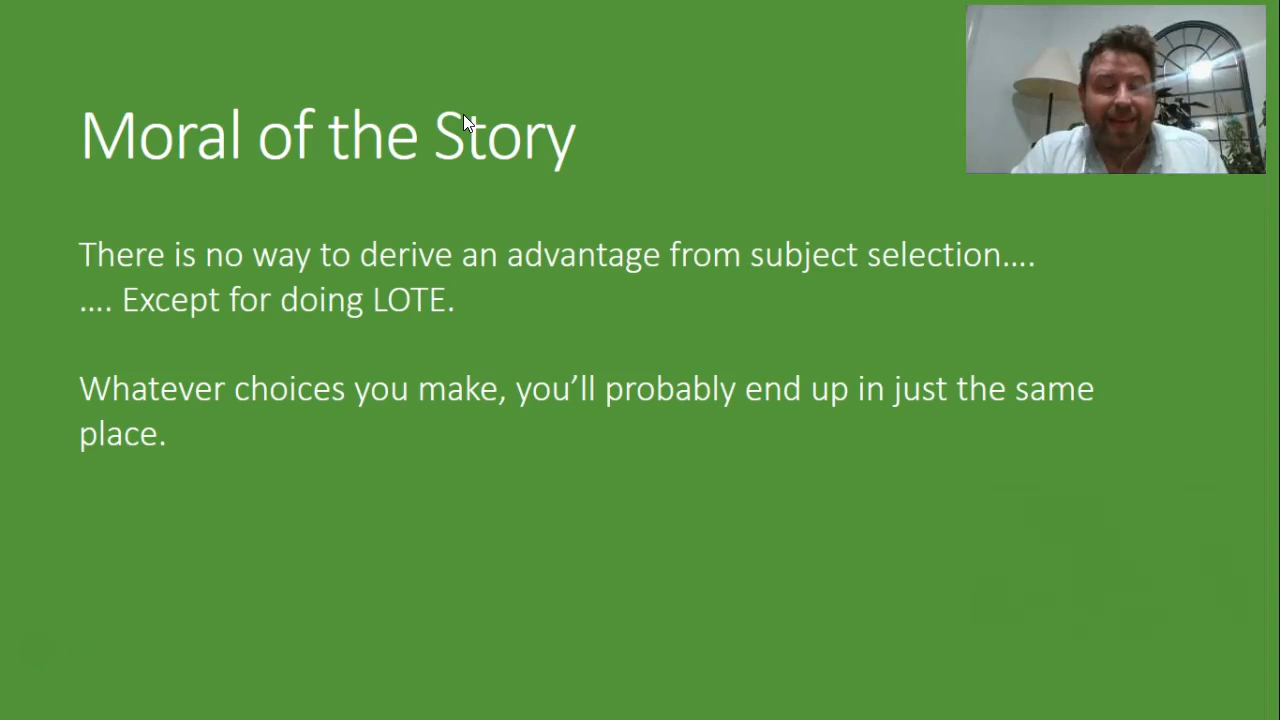 Moral of the Story
There is no way to derive an advantage from subject selection….
…. Except for doing LOTE.
Whatever choices you make, you’ll probably end up in just the same
place.